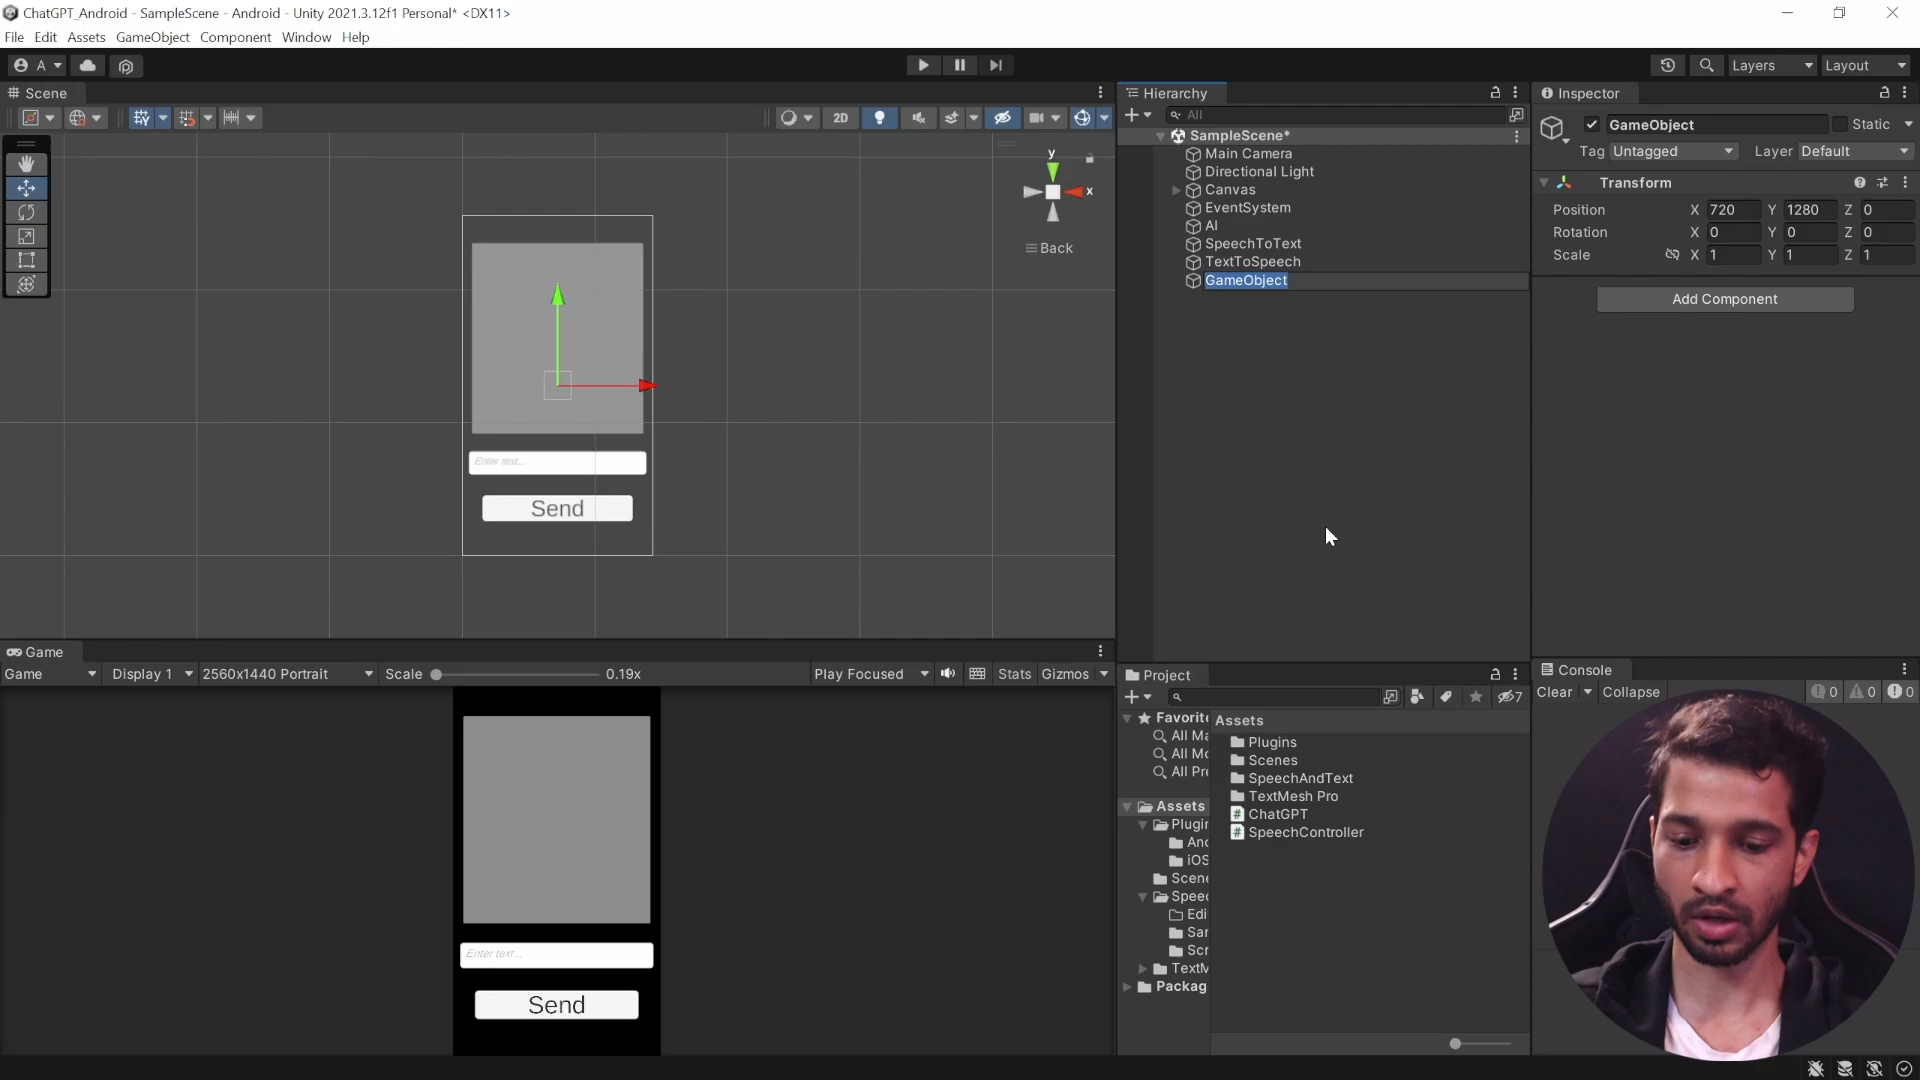 ChatGPT_Android - SampleScene - Android - Unity 2021.3.12f1 Personal* <DX11>
File Edit Assets GameObject Component Window Help
A
Layers Layout
Scene
2D
y
x
Back
Enter text...
Send
Hierarchy
All
SampleScene*
Main Camera
Directional Light
Canvas
EventSystem
AI
SpeechToText
TextToSpeech
GameObject
Inspector
GameObject Static
Tag Untagged Layer Default
Transform
Position X 720 Y 1280 Z 0
Rotation X 0 Y 0 Z 0
Scale X 1 Y 1 Z 1
Add Component
Game
Game Display 1 2560x1440 Portrait Scale 0.19x Play Focused Stats Gizmos
Enter text...
Send
Project
7
Favorit
All Ma
All Mo
All Pre
Assets
Plugin
And
iOS
Scene
Speec
Edi
Sar
Scr
TextM
Packag
Assets
Plugins
Scenes
SpeechAndText
TextMesh Pro
ChatGPT
SpeechController
Console
Clear Collapse 0 0 0